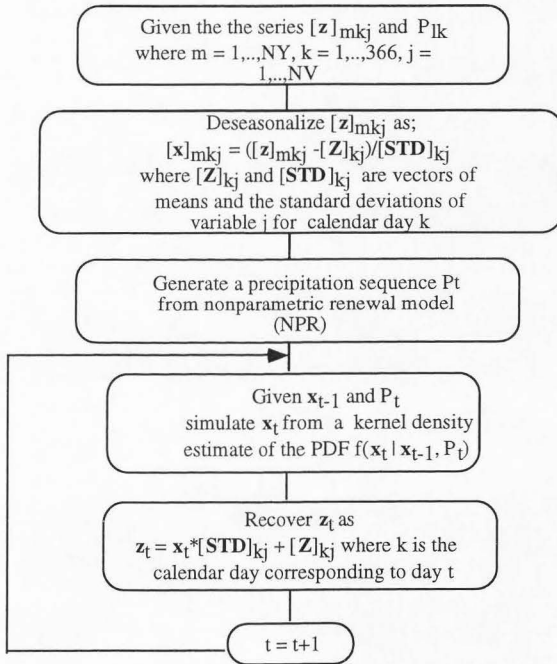 Given the the series [z]mkj and Plk
where m = 1,..,NY, k = 1,..,366, j =
1,..,NV
Deseasonalize [z]mkj as;
[x]mkj = ([z]mkj -[Z]kj)/[STD]kj
where [Z]kj and [STD]kj are vectors of
means and the standard deviations of
variable j for calendar day k
Generate a precipitation sequence Pt
from nonparametric renewal model
(NPR)
Given xt-1 and Pt
simulate xt from a kernel density
estimate of the PDF f(xt | xt-1, Pt)
Recover zt as
zt = xt*[STD]kj + [Z]kj where k is the
calendar day corresponding to day t
t = t+1